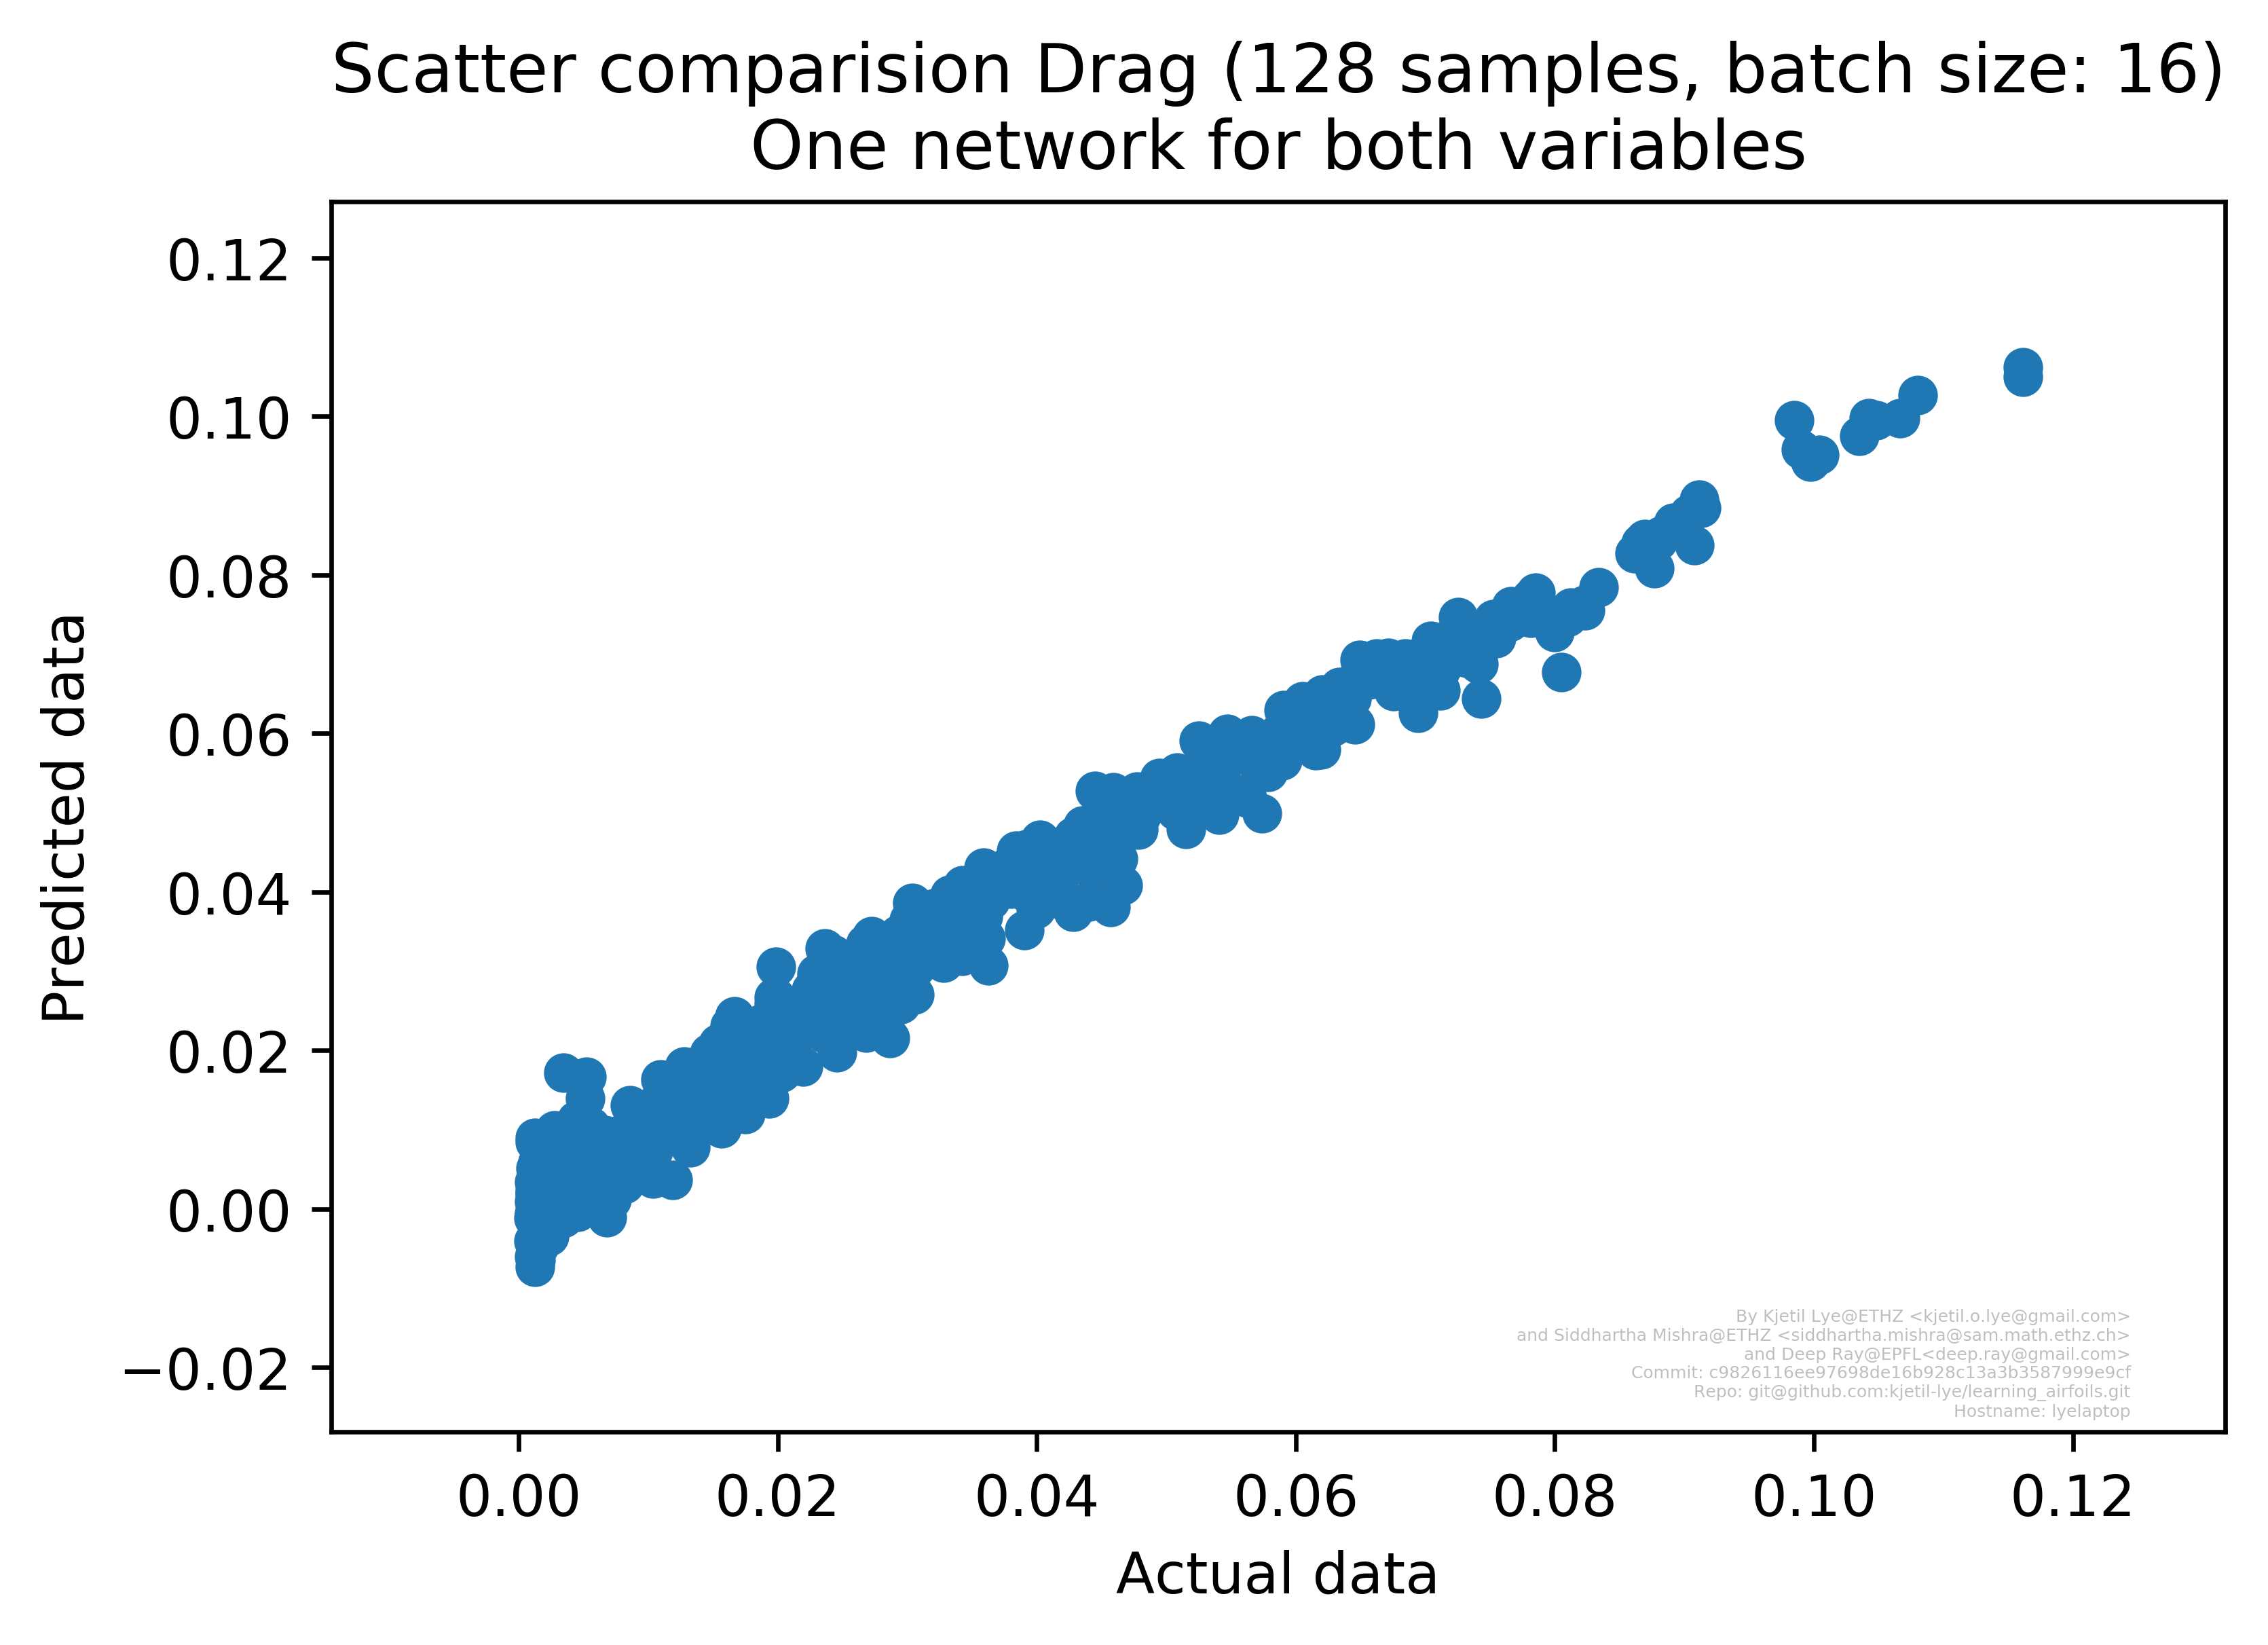 Scatter comparision Drag (128 samples, batch size: 16)
One network for both variables
0.12
0.10
0.08
0.06
0.04
0.02
0.00
−0.02
Predicted data
By Kjetil Lye@ETHZ <kjetil.o.lye@gmail.com>
and Siddhartha Mishra@ETHZ <siddhartha.mishra@sam.math.ethz.ch>
and Deep Ray@EPFL<deep.ray@gmail.com>
Commit: c9826116ee97698de16b928c13a3b3587999e9cf
Repo: git@github.com:kjetil-lye/learning_airfoils.git
Hostname: lyelaptop
0.00 0.02 0.04 0.06 0.08 0.10 0.12
Actual data